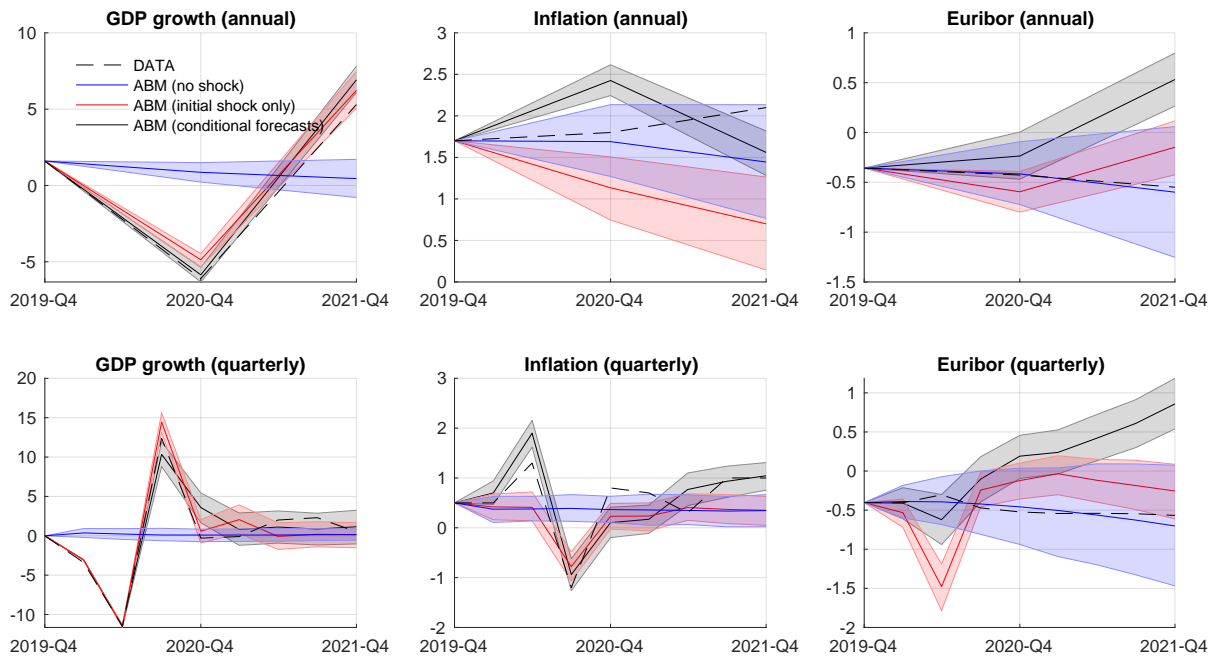 GDP growth (annual)
10
5
0
-5
2019-Q4
2020-Q4
2021-Q4
DATA
ABM (no shock)
ABM (initial shock only)
ABM (conditional forecasts)
Inflation (annual)
3
2.5
2
1.5
1
0.5
0
2019-Q4
2020-Q4
2021-Q4
Euribor (annual)
1
0.5
0
-0.5
-1
-1.5
2019-Q4
2020-Q4
2021-Q4
GDP growth (quarterly)
20
15
10
5
0
-5
-10
2019-Q4
2020-Q4
2021-Q4
Inflation (quarterly)
3
2
1
0
-1
-2
2019-Q4
2020-Q4
2021-Q4
Euribor (quarterly)
1
0.5
0
-0.5
-1
-1.5
-2
2019-Q4
2020-Q4
2021-Q4